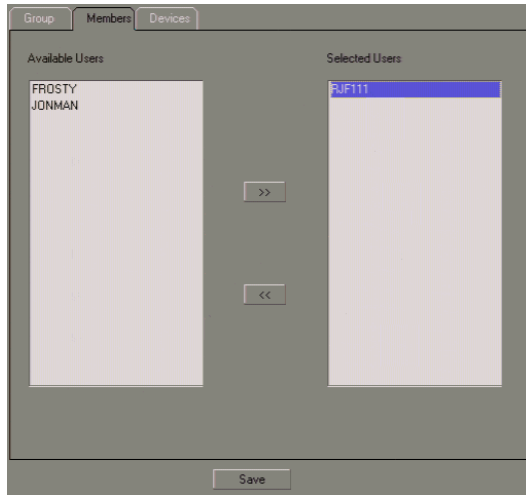 Group Members Devices
Available Users Selected Users
FROSTY RJF111
JONMAN
>>
<<
Save